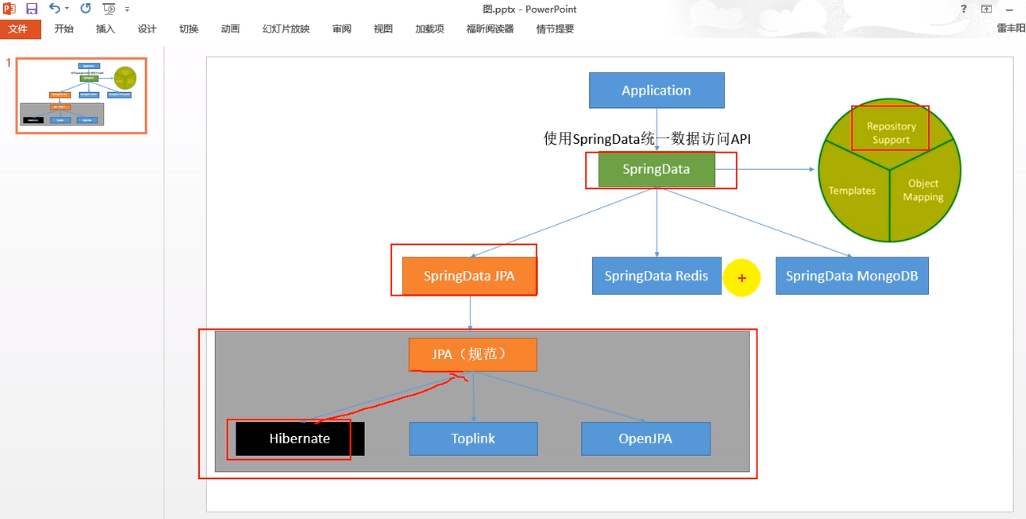 图.pptx - PowerPoint
?
文件 开始 插入 设计 切换 动画 幻灯片放映 审阅 视图 加载项 福昕阅读器 情节提要 雷丰阳
1
Application
使用SpringData统一数据访问API
SpringData
Repository
Support
Templates
Object
Mapping
SpringData JPA
SpringData Redis
SpringData MongoDB
JPA（规范）
Hibernate
Toplink
OpenJPA